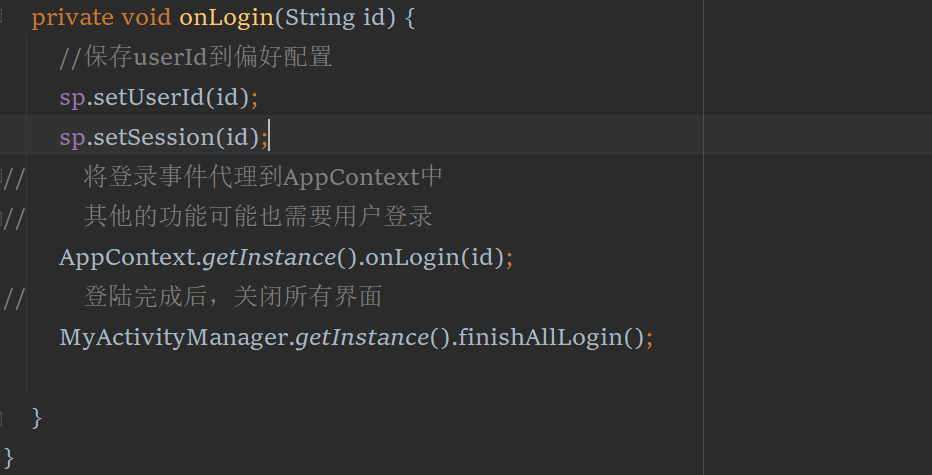 private void onLogin(String id) {
//保存userId到偏好配置
sp.setUserId(id);
sp.setSession(id);
// 将登录事件代理到AppContext中
// 其他的功能可能也需要用户登录
AppContext.getInstance().onLogin(id);
// 登陆完成后，关闭所有界面
MyActivityManager.getInstance().finishAllLogin();
}
}